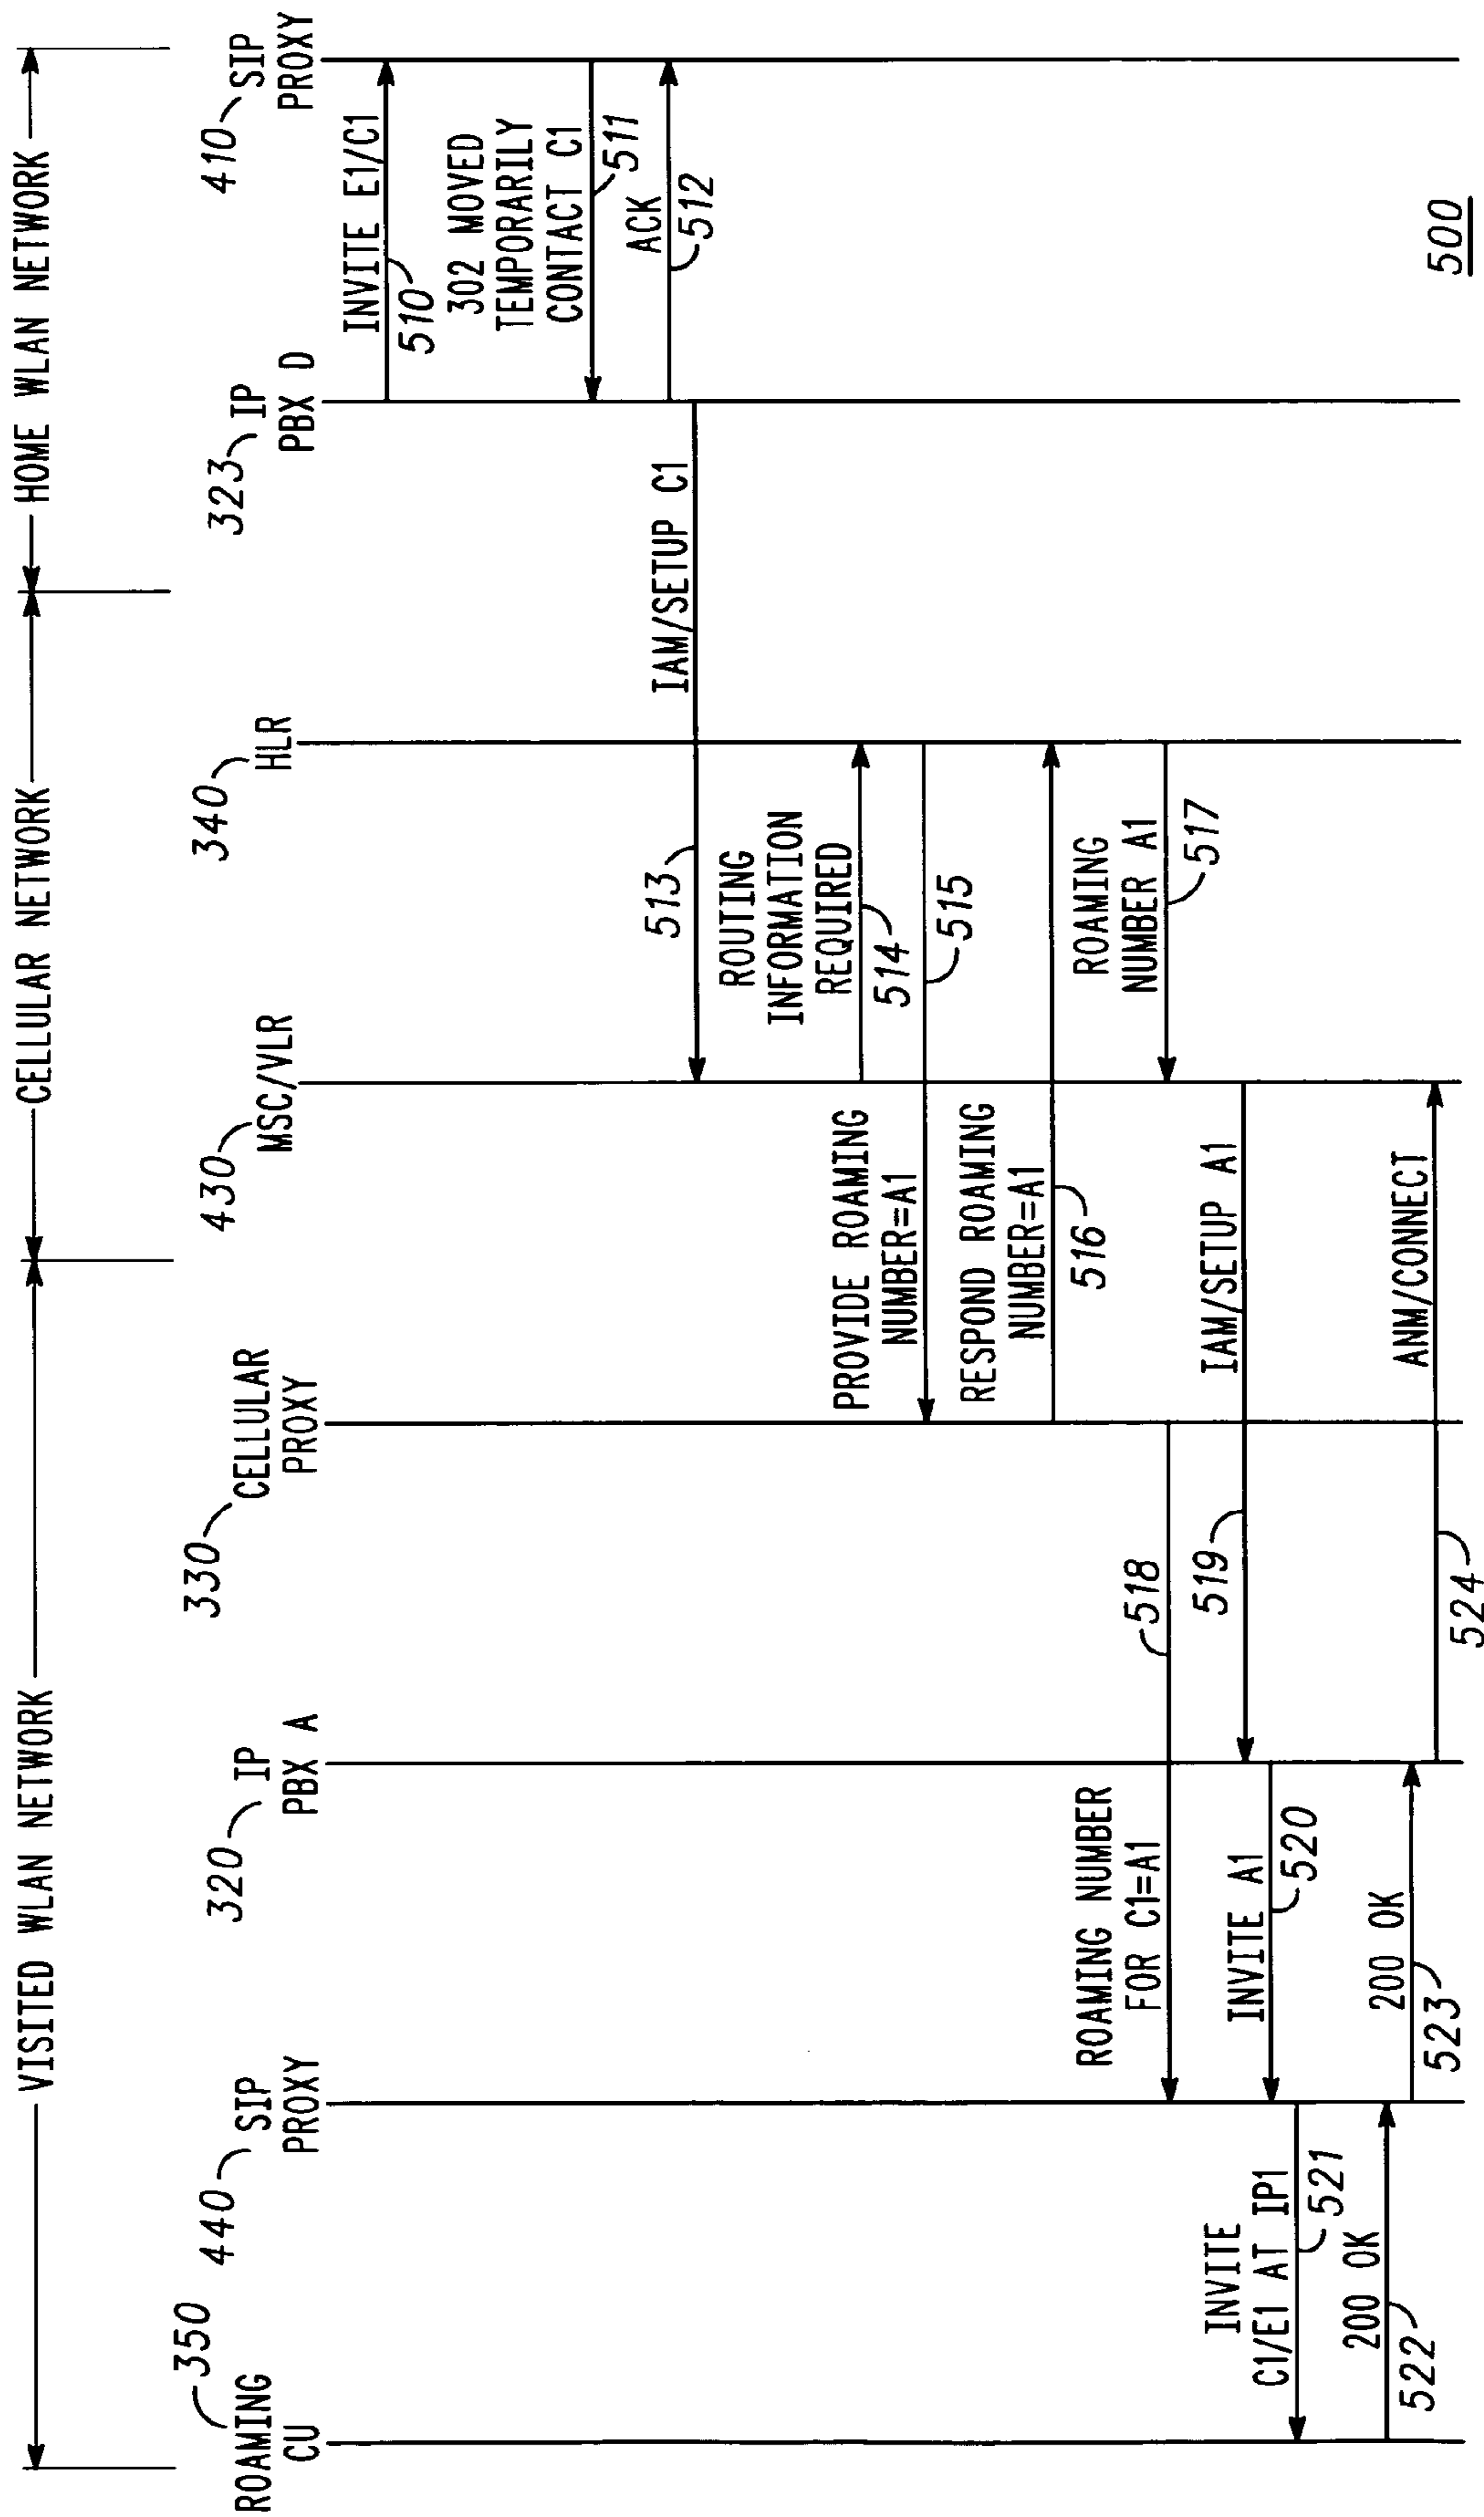 VISITED WLAN NETWORK
CELLULAR NETWORK
HOME WLAN NETWORK
350
ROAMING
CU
440
SIP
PROXY
320
IP
PBX A
330
CELLULAR
PROXY
430
MSC/VLR
340
HLR
323
IP
PBX D
410
SIP
PROXY
INVITE E1/C1
510
302 MOVED
TEMPORARILY
CONTACT C1
511
ACK
512
IAM/SETUP C1
513
ROUTING
INFORMATION
REQUIRED
514
PROVIDE ROAMING
NUMBER=A1
515
RESPOND ROAMING
NUMBER=A1
516
ROAMING
NUMBER A1
517
ROAMING NUMBER
FOR C1=A1
518
IAM/SETUP A1
519
INVITE A1
520
INVITE
C1/E1 AT IP1
521
200 OK
522
200 OK
523
ANM/CONNECT
524
500